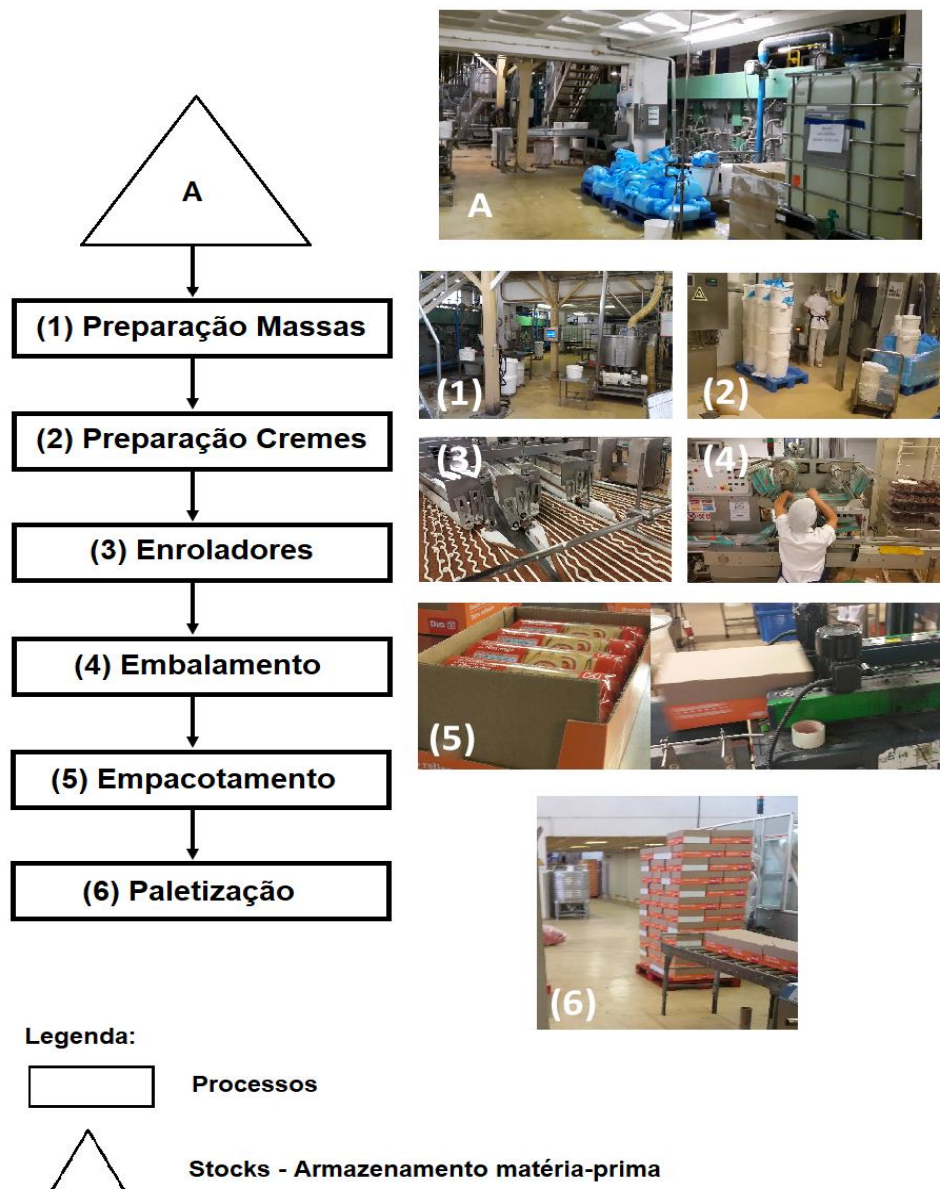 A
(1) Preparação Massas
(2) Preparação Cremes
(3) Enroladores
(4) Embalamento
(5) Empacotamento
(6) Paletização
A
(1)
(2)
(3)
(4)
(5)
Dia
(6)
Legenda:
Processos
Stocks - Armazenamento matéria-prima